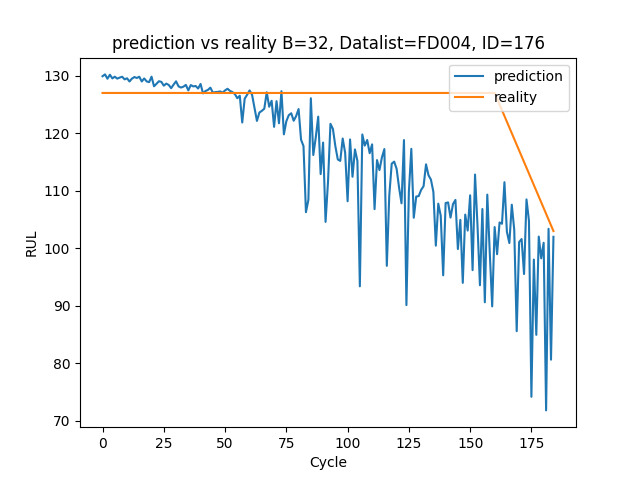 prediction vs reality B=32, Datalist=FD004, ID=176
prediction
reality
RUL
130
120
110
100
90
80
70
0 25 50 75 100 125 150 175
Cycle